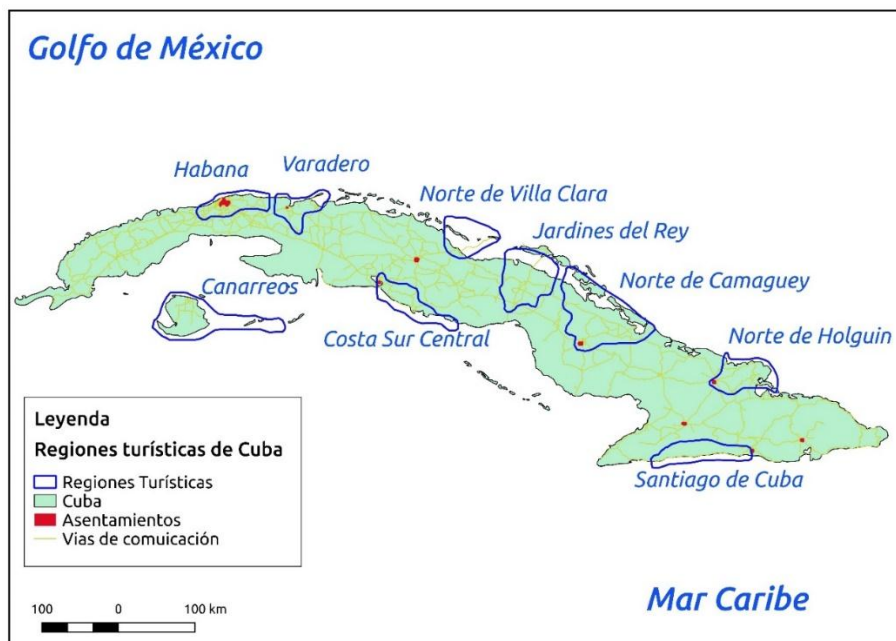 Golfo de México
Habana
Varadero
Norte de Villa Clara
Jardines del Rey
Canarreos
Norte de Camaguey
Costa Sur Central
Norte de Holguin
Santiago de Cuba
Leyenda
Regiones turísticas de Cuba
Regiones Turísticas
Cuba
Asentamientos
Vias de comuicación
100 0 100 km
Mar Caribe